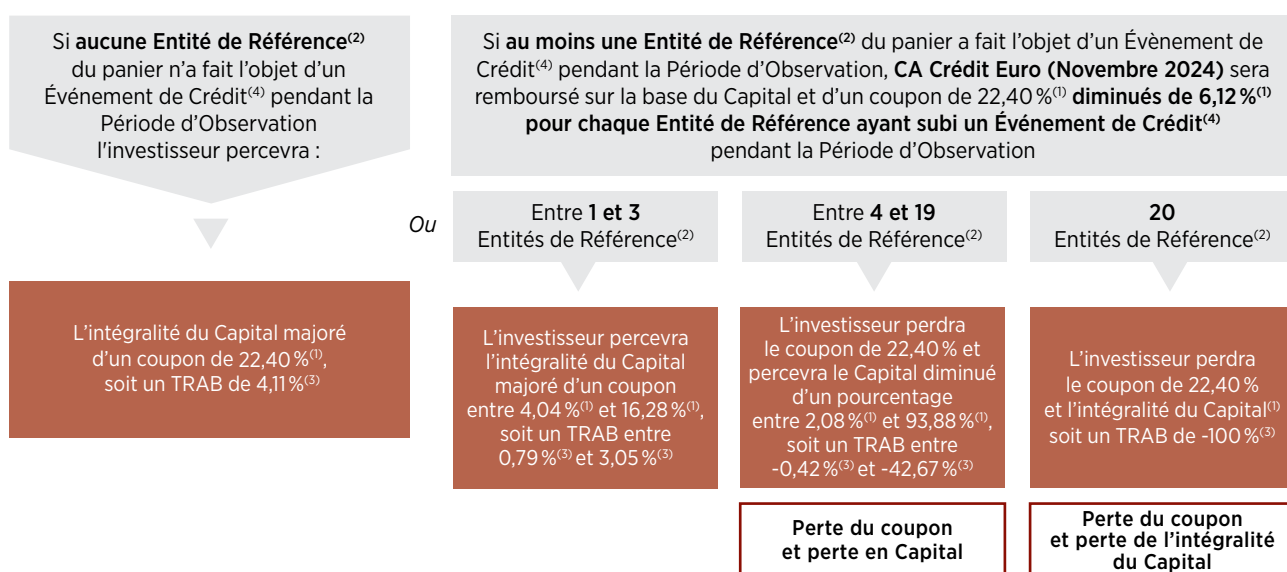 Si aucune Entité de Référence(2)
du panier n'a fait l'objet d'un
Événement de Crédit(4) pendant la
Période d'Observation
l'investisseur percevra :
L'intégralité du Capital majoré
d'un coupon de 22,40 %(1),
soit un TRAB de 4,11 %(3)
Ou
Si au moins une Entité de Référence(2) du panier a fait l'objet d'un Évènement de
Crédit(4) pendant la Période d'Observation, CA Crédit Euro (Novembre 2024) sera
remboursé sur la base du Capital et d'un coupon de 22,40 %(1) diminués de 6,12 %(1)
pour chaque Entité de Référence ayant subi un Événement de Crédit(4)
pendant la Période d'Observation
Entre 1 et 3
Entités de Référence(2)
L'investisseur percevra
l'intégralité du Capital
majoré d'un coupon
entre 4,04 %(1) et 16,28 %(1),
soit un TRAB entre
0,79 %(3) et 3,05 %(3)
Entre 4 et 19
Entités de Référence(2)
L'investisseur perdra
le coupon de 22,40 % et
percevra le Capital diminué
d'un pourcentage
entre 2,08 %(1) et 93,88 %(1),
soit un TRAB entre
-0,42 %(3) et -42,67 %(3)
Perte du coupon
et perte en Capital
20
Entités de Référence(2)
L'investisseur perdra
le coupon de 22,40 %
et l'intégralité du Capital(1)
soit un TRAB de -100 %(3)
Perte du coupon
et perte de l'intégralité
du Capital